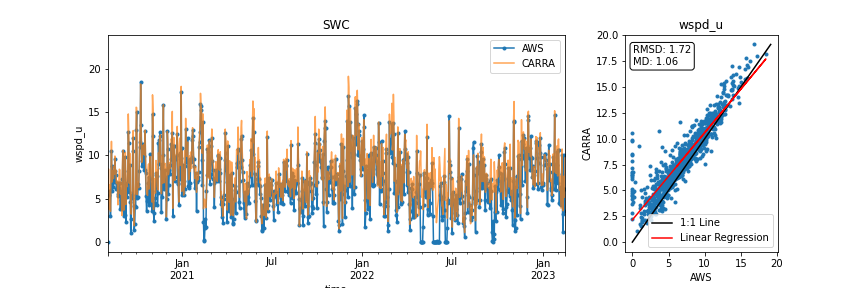 SWC
wspd_u
AWS
CARRA
20
15
10
5
0
wspd_u
Jan
2021
Jul
Jan
2022
Jul
Jan
2023
time
RMSD: 1.72
MD: 1.06
20.0
17.5
15.0
12.5
10.0
7.5
5.0
2.5
0.0
CARRA
1:1 Line
Linear Regression
0
5
10
15
20
AWS